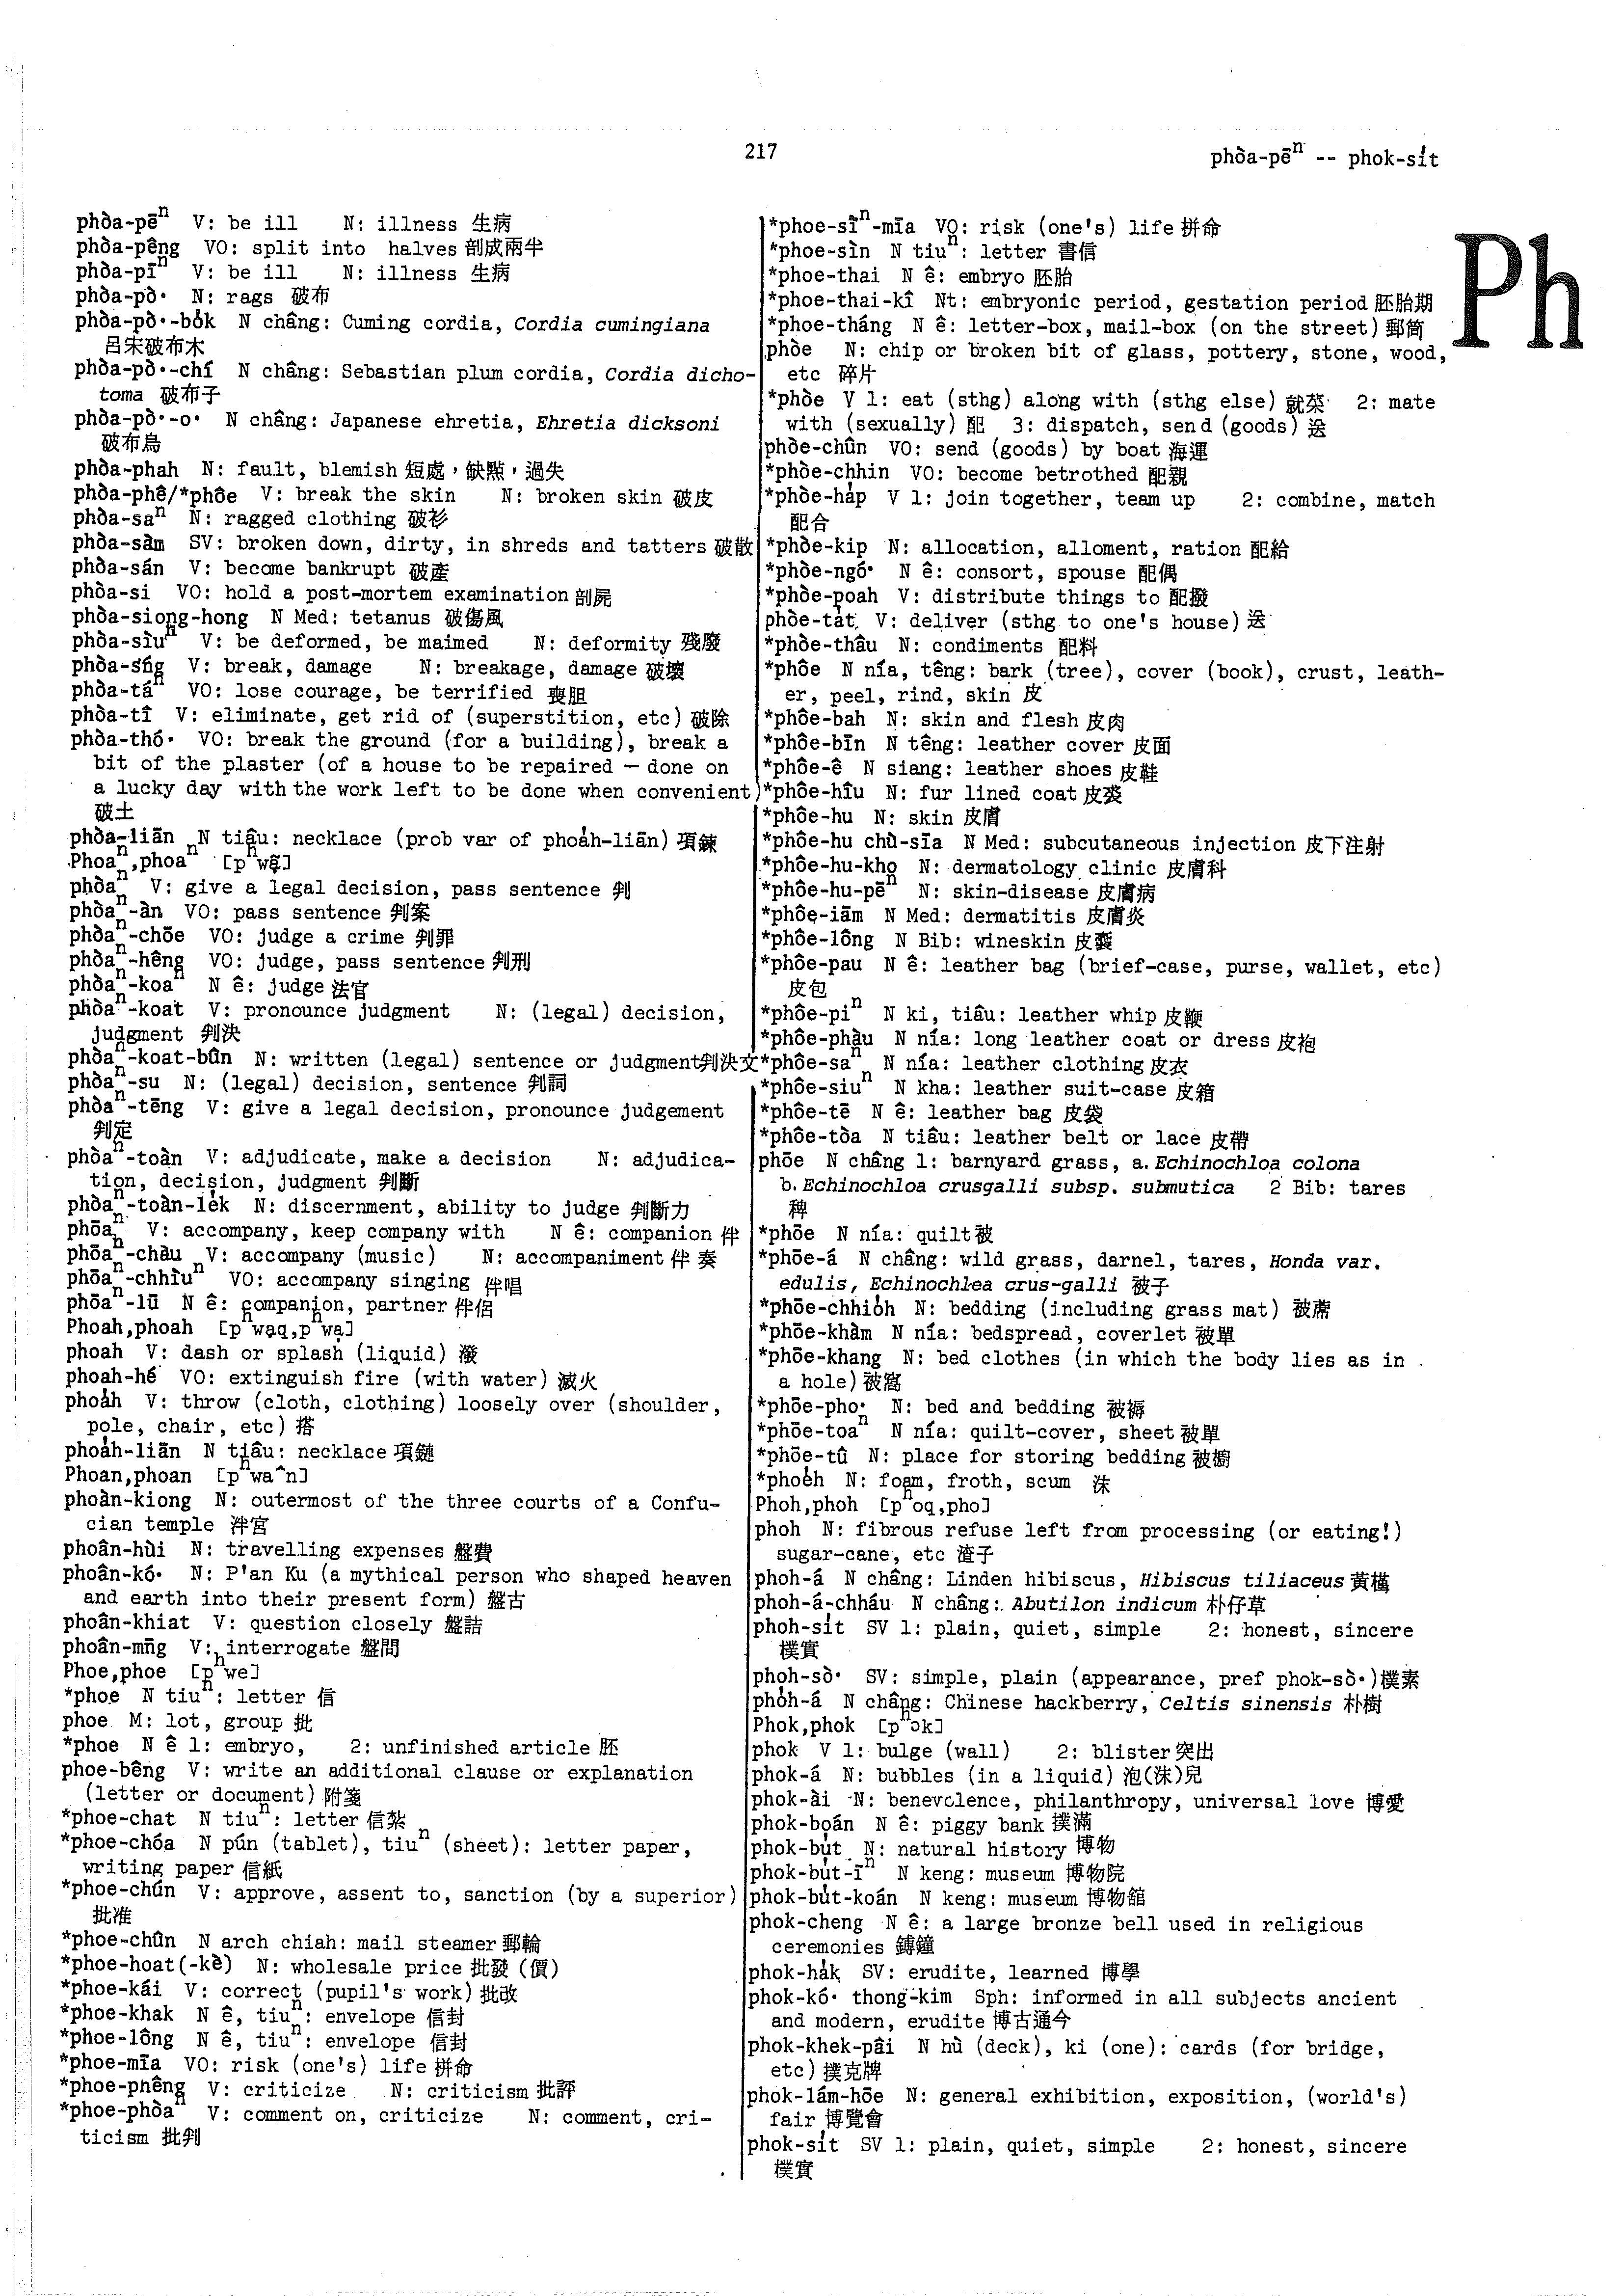 217
phòa-pēⁿ -- phok-si̍t
Ph
phòa-pēⁿ V: be ill N: illness 生病
phòa-pêng VO: split into halves 剖成兩半
phòa-pīⁿ V: be ill N: illness 生病
phòa-pò͘ N: rags 破布
phòa-pò͘-bo̍k N châng: Cuming cordia, Cordia cumingiana
呂宋破布木
phòa-pò͘-chí N châng: Sebastian plum cordia, Cordia dicho-
toma 破布子
phòa-pò͘-o͘ N châng: Japanese ehretia, Ehretia dicksoni
破布烏
phòa-phah N: fault, blemish 短處，缺點，過失
phòa-phê/*phôe V: break the skin N: broken skin 破皮
phòa-saⁿ N: ragged clothing 破衫
phòa-sàm SV: broken down, dirty, in shreds and tatters 破散
phòa-sán V: become bankrupt 破產
phòa-si VO: hold a post-mortem examination 剖屍
phòa-siong-hong N Med: tetanus 破傷風
phòa-siùⁿ V: be deformed, be maimed N: deformity 殘廢
phòa-sńg V: break, damage N: breakage, damage 破壞
phòa-táⁿ VO: lose courage, be terrified 喪胆
phòa-tî V: eliminate, get rid of (superstition, etc) 破除
phòa-thó͘ VO: break the ground (for a building), break a
bit of the plaster (of a house to be repaired — done on
a lucky day with the work left to be done when convenient)
破土
phòa-liān N tiâu: necklace (prob var of phoa̍h-liān) 項鍊
Phoaⁿ,phoaⁿ [pʰwą̃]
phòaⁿ V: give a legal decision, pass sentence 判
phòaⁿ-àn VO: pass sentence 判案
phòaⁿ-chōe VO: judge a crime 判罪
phòaⁿ-hêng VO: judge, pass sentence 判刑
phòaⁿ-koaⁿ N ê: judge 法官
phòaⁿ-koat V: pronounce judgment N: (legal) decision,
judgment 判決
phòaⁿ-koat-bûn N: written (legal) sentence or judgment 判決文
phòaⁿ-su N: (legal) decision, sentence 判詞
phòaⁿ-tēng V: give a legal decision, pronounce judgement
判定
phòaⁿ-toàn V: adjudicate, make a decision N: adjudica-
tion, decision, judgment 判斷
phòaⁿ-toàn-le̍k N: discernment, ability to judge 判斷力
phōaⁿ V: accompany, keep company with N ê: companion 伴
phōaⁿ-chàu V: accompany (music) N: accompaniment 伴奏
phōaⁿ-chhiùⁿ VO: accompany singing 伴唱
phōaⁿ-lū N ê: companion, partner 伴侶
Phoah,phoah [pʰwąq,pʰwą]
phoah V: dash or splash (liquid) 潑
phoah-hé VO: extinguish fire (with water) 滅火
phoa̍h V: throw (cloth, clothing) loosely over (shoulder,
pole, chair, etc) 搭
phoa̍h-liān N tiâu: necklace 項鏈
Phoan,phoan [pʰwa^n]
phoàn-kiong N: outermost of the three courts of a Confu-
cian temple 泮宮
phoân-hùi N: travelling expenses 盤費
phoân-kó͘ N: P'an Ku (a mythical person who shaped heaven
and earth into their present form) 盤古
phoân-khiat V: question closely 盤詰
phoân-mn̄g V: interrogate 盤問
Phoe,phoe [pʰwe]
*phoe N tiuⁿ: letter 信
phoe M: lot, group 批
*phoe N ê 1: embryo, 2: unfinished article 胚
phoe-bêng V: write an additional clause or explanation
(letter or document) 附箋
*phoe-chat N tiuⁿ: letter 信紮
*phoe-chóa N pún (tablet), tiuⁿ (sheet): letter paper,
writing paper 信紙
*phoe-chún V: approve, assent to, sanction (by a superior)
批准
*phoe-chûn N arch chiah: mail steamer 郵輪
*phoe-hoat(-kè) N: wholesale price 批發(價)
*phoe-kái V: correct (pupil's work) 批改
*phoe-khak N ê, tiuⁿ: envelope 信封
*phoe-lông N ê, tiuⁿ: envelope 信封
*phoe-mīa VO: risk (one's) life 拼命
*phoe-phêng V: criticize N: criticism 批評
*phoe-phòaⁿ V: comment on, criticize N: comment, cri-
ticism 批判
*phoe-sîⁿ-mīa VO: risk (one's) life 拼命
*phoe-sìn N tiuⁿ: letter 書信
*phoe-thai N ê: embryo 胚胎
*phoe-thai-kî Nt: embryonic period, gestation period 胚胎期
*phoe-tháng N ê: letter-box, mail-box (on the street) 郵筒
phòe N: chip or broken bit of glass, pottery, stone, wood,
etc 碎片
*phòe V 1: eat (sthg) along with (sthg else) 就菜 2: mate
with (sexually) 配 3: dispatch, send (goods) 送
phòe-chûn VO: send (goods) by boat 海運
*phòe-chhin VO: become betrothed 配親
*phòe-ha̍p V 1: join together, team up 2: combine, match
配合
*phòe-kip N: allocation, alloment, ration 配給
*phòe-ngó͘ N ê: consort, spouse 配偶
*phòe-poah V: distribute things to 配撥
phòe-ta̍t V: deliver (sthg to one's house) 送
*phòe-thâu N: condiments 配料
*phôe N nía, têng: bark (tree), cover (book), crust, leath-
er, peel, rind, skin 皮
*phôe-bah N: skin and flesh 皮肉
*phôe-bīn N têng: leather cover 皮面
*phôe-ê N siang: leather shoes 皮鞋
*phôe-hîu N: fur lined coat 皮裘
*phôe-hu N: skin 皮膚
*phôe-hu chù-sīa N Med: subcutaneous injection 皮下注射
*phôe-hu-kho N: dermatology clinic 皮膚科
*phôe-hu-pēⁿ N: skin-disease 皮膚病
*phôe-iām N Med: dermatitis 皮膚炎
*phôe-lông N Bib: wineskin 皮囊
*phôe-pau N ê: leather bag (brief-case, purse, wallet, etc)
皮包
*phôe-piⁿ N ki, tiâu: leather whip 皮鞭
*phôe-phàu N nía: long leather coat or dress 皮袍
*phôe-saⁿ N nía: leather clothing 皮衣
*phôe-siuⁿ N kha: leather suit-case 皮箱
*phôe-tē N ê: leather bag 皮袋
*phôe-tòa N tiâu: leather belt or lace 皮帶
phōe N châng 1: barnyard grass, a. Echinochloa colona
b. Echinochloa crusgalli subsp. submutica 2 Bib: tares
稗
*phōe N nía: quilt 被
*phōe-á N châng: wild grass, darnel, tares, Honda var.
edulis, Echinochlea crus-galli 被子
*phōe-chhio̍h N: bedding (including grass mat) 被蓆
*phōe-khàm N nía: bedspread, coverlet 被單
*phōe-khang N: bed clothes (in which the body lies as in
a hole) 被窩
*phōe-pho͘ N: bed and bedding 被褥
*phōe-toaⁿ N nía: quilt-cover, sheet 被單
*phōe-tû N: place for storing bedding 被櫥
*phoe̍h N: foam, froth, scum 沫
Phoh,phoh [pʰoq,pho]
phoh N: fibrous refuse left from processing (or eating!)
sugar-cane, etc 渣子
phoh-á N châng: Linden hibiscus, Hibiscus tiliaceus 黃槿
phoh-á-chháu N châng: Abutilon indicum 朴仔草
phoh-si̍t SV 1: plain, quiet, simple 2: honest, sincere
樸實
phoh-sò͘ SV: simple, plain (appearance, pref phok-sò͘) 樸素
pho̍h-á N châng: Chinese hackberry, Celtis sinensis 朴樹
Phok,phok [pʰɔk]
phok V 1: bulge (wall) 2: blister 突出
phok-á N: bubbles (in a liquid) 泡(沫)兒
phok-ài N: benevolence, philanthropy, universal love 博愛
phok-boán N ê: piggy bank 撲滿
phok-bu̍t N: natural history 博物
phok-bu̍t-īⁿ N keng: museum 博物院
phok-bu̍t-koán N keng: museum 博物舘
phok-cheng N ê: a large bronze bell used in religious
ceremonies 鎛鐘
phok-ha̍k SV: erudite, learned 博學
phok-kó͘ thong-kim Sph: informed in all subjects ancient
and modern, erudite 博古通今
phok-khek-pâi N hù (deck), ki (one): cards (for bridge,
etc) 撲克牌
phok-lám-hōe N: general exhibition, exposition, (world's)
fair 博覽會
phok-si̍t SV 1: plain, quiet, simple 2: honest, sincere
樸實